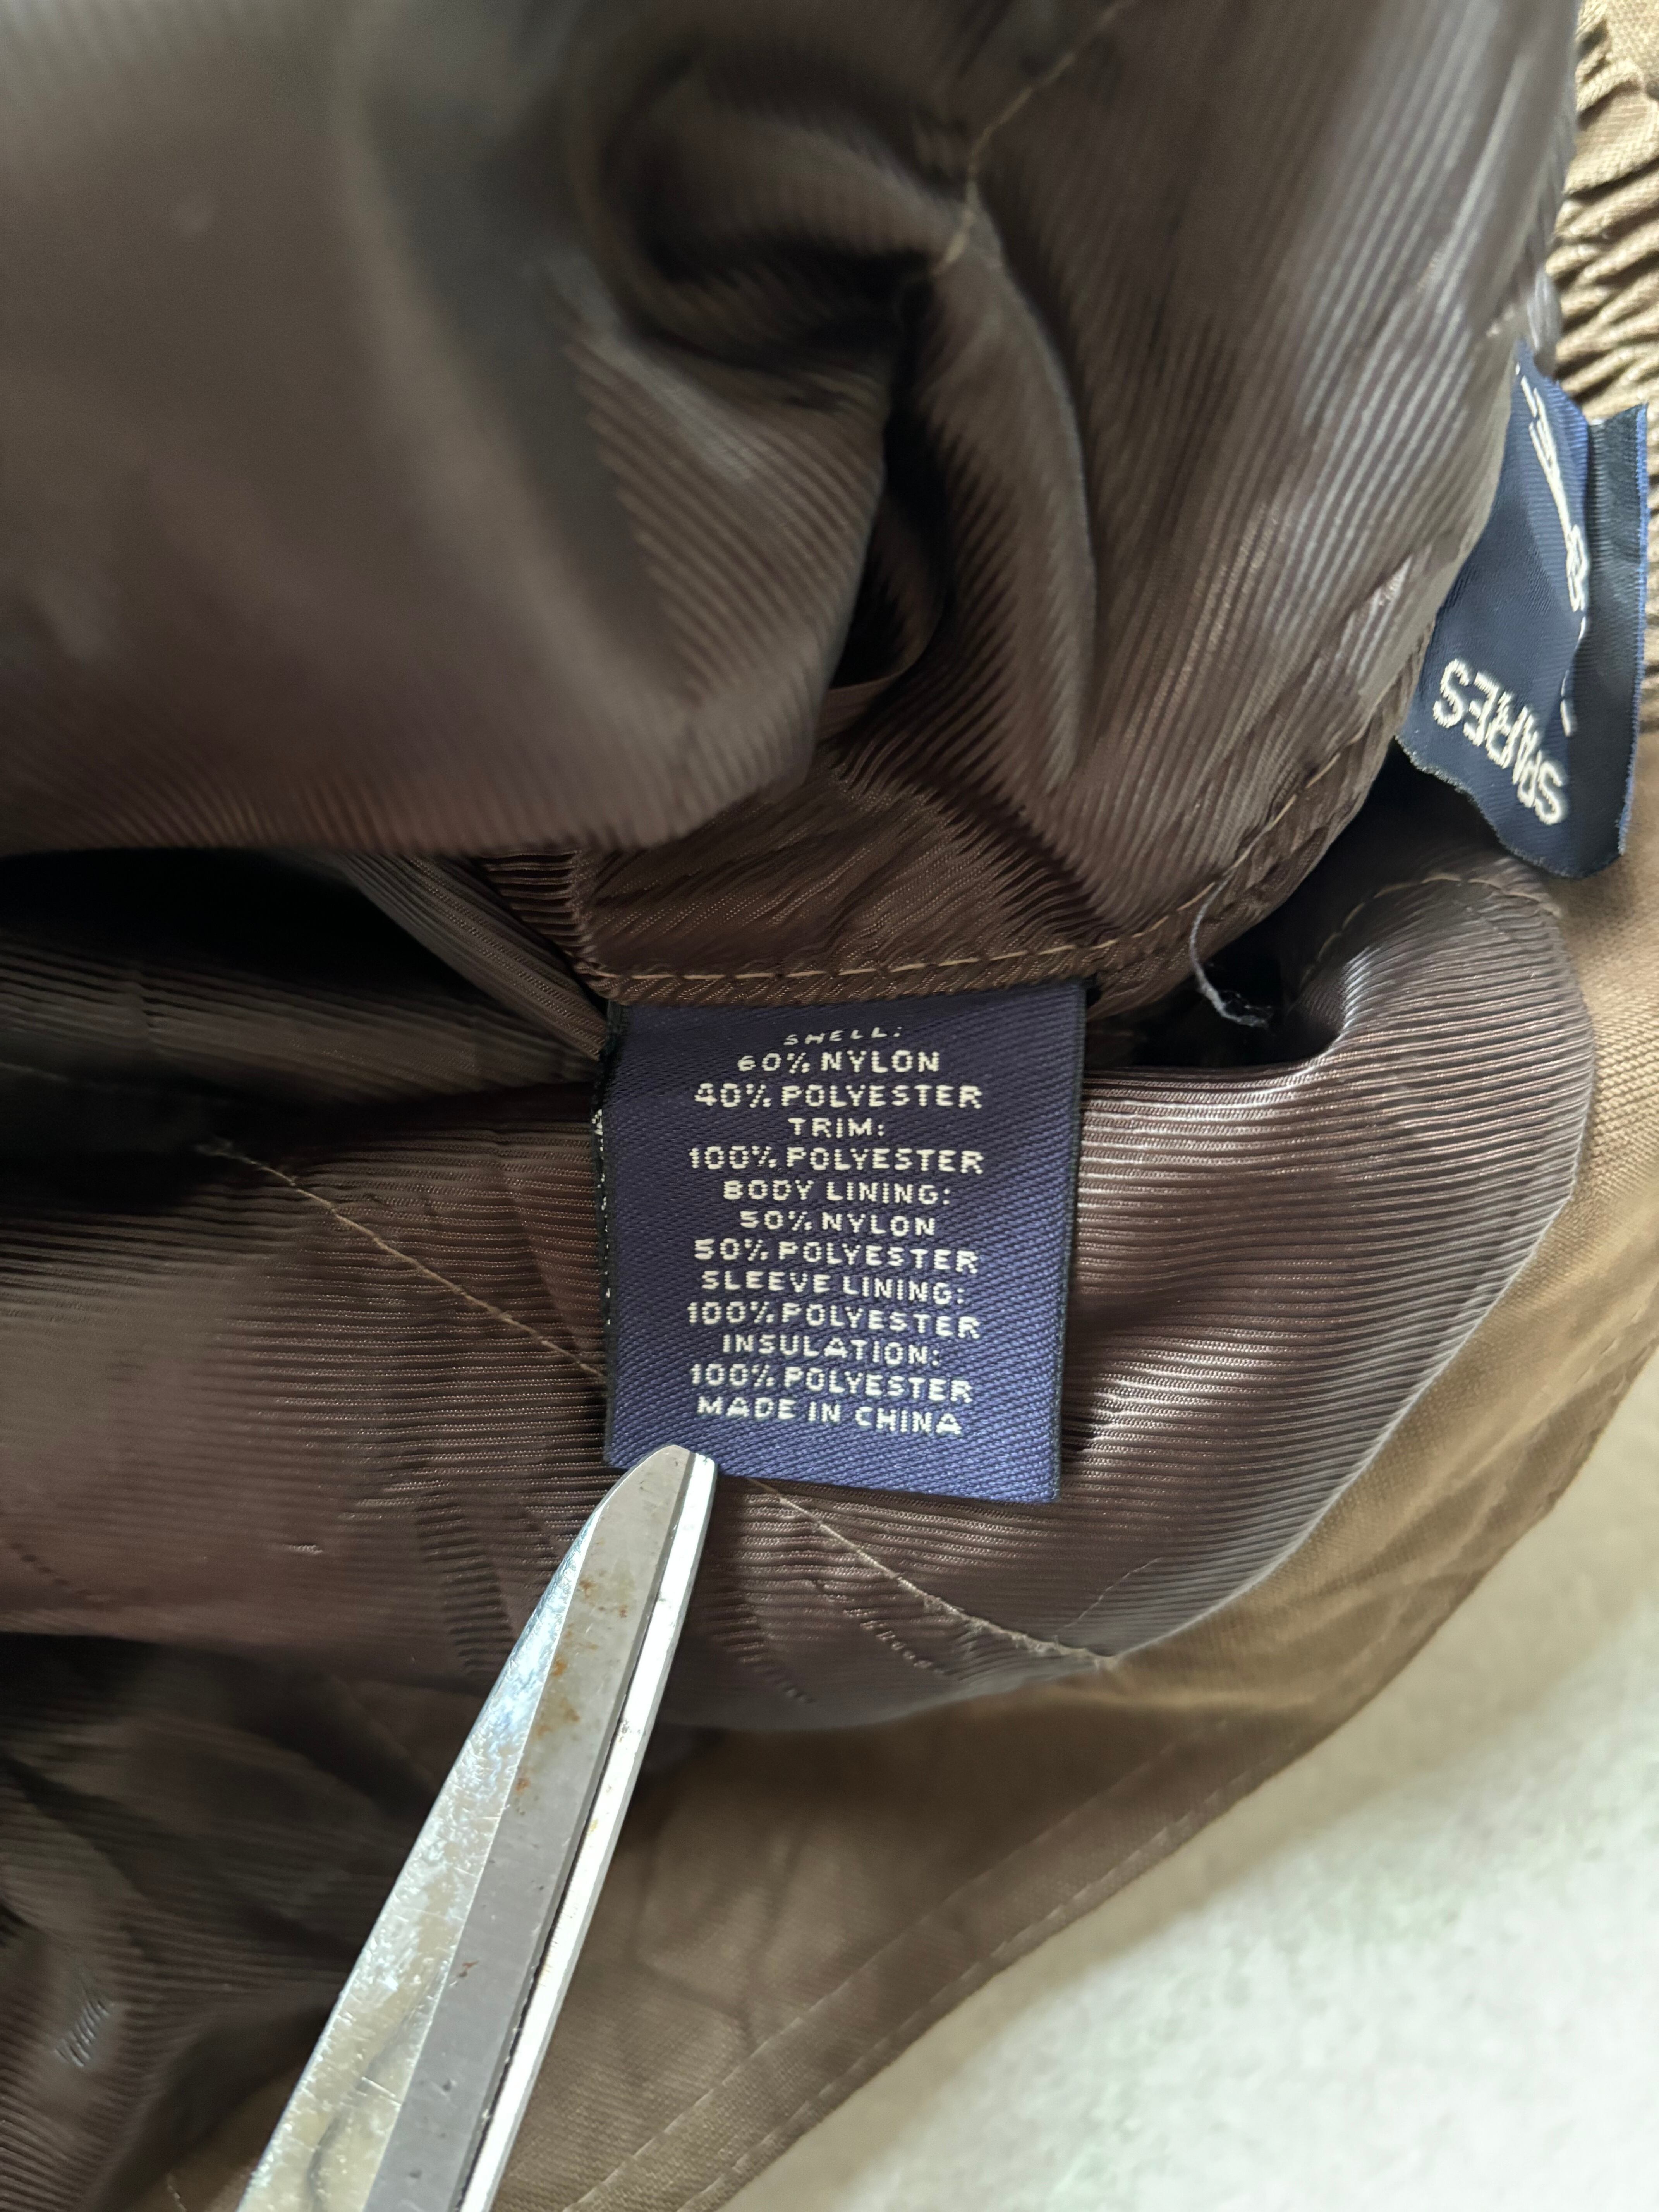 SHELL:
60% NYLON
40% POLYESTER
TRIM:
100% POLYESTER
BODY LINING:
50% NYLON
50% POLYESTER
SLEEVE LINING:
100% POLYESTER
INSULATION:
100% POLYESTER
MADE IN CHINA
SPARES